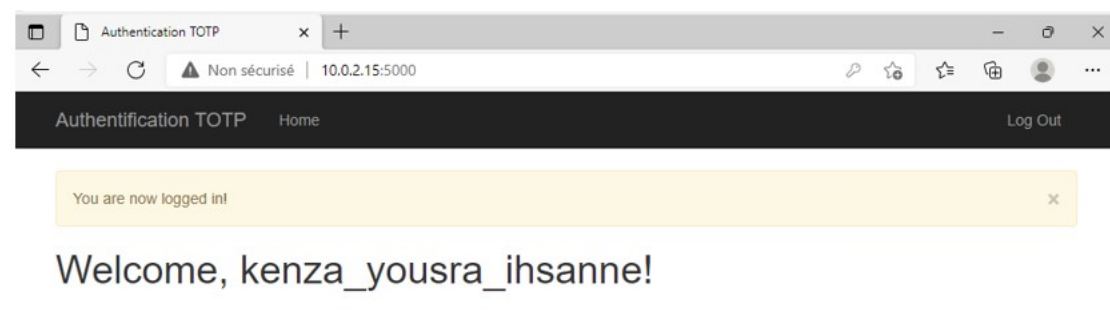 Authentication TOTP
Non sécurisé | 10.0.2.15:5000
Authentification TOTP Home Log Out
You are now logged in!
Welcome, kenza_yousra_ihsanne!